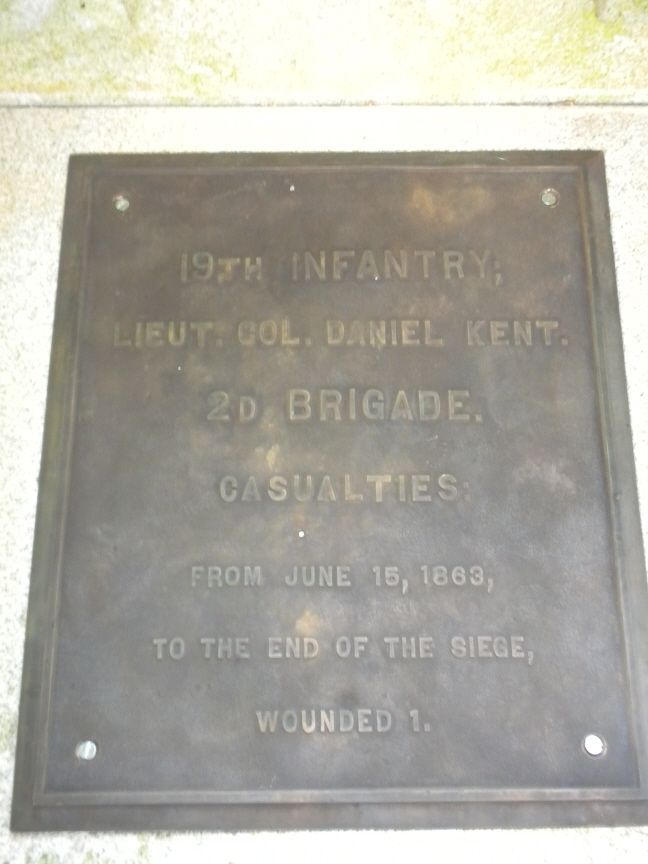 19TH INFANTRY;
LIEUT. COL. DANIEL KENT.
2D BRIGADE.
CASUALTIES:
FROM JUNE 15, 1863,
TO THE END OF THE SIEGE,
WOUNDED 1.